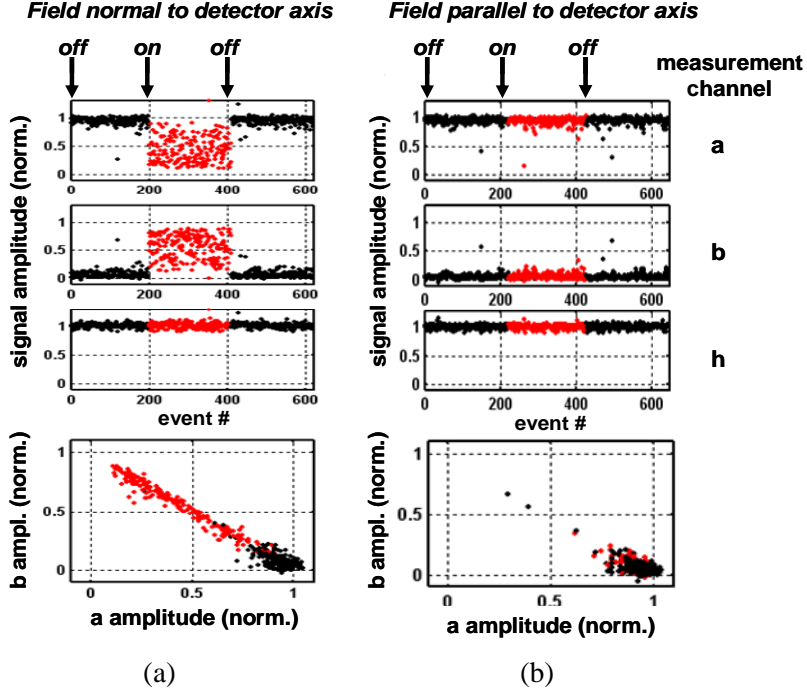 Field normal to detector axis
Field parallel to detector axis
off on off
off on off
measurement channel
signal amplitude (norm.)
1
0.5
0
0 200 400 600
1
0.5
0
0 200 400 600
1
0.5
0
0 200 400 600
event #
signal amplitude (norm.)
1
0.5
0
0 200 400 600
a
1
0.5
0
0 200 400 600
b
1
0.5
0
0 200 400 600
h
event #
b ampl. (norm.)
1
0.5
0
0 0.5 1
a amplitude (norm.)
b ampl. (norm.)
1
0.5
0
0 0.5 1
a amplitude (norm.)
(a)
(b)